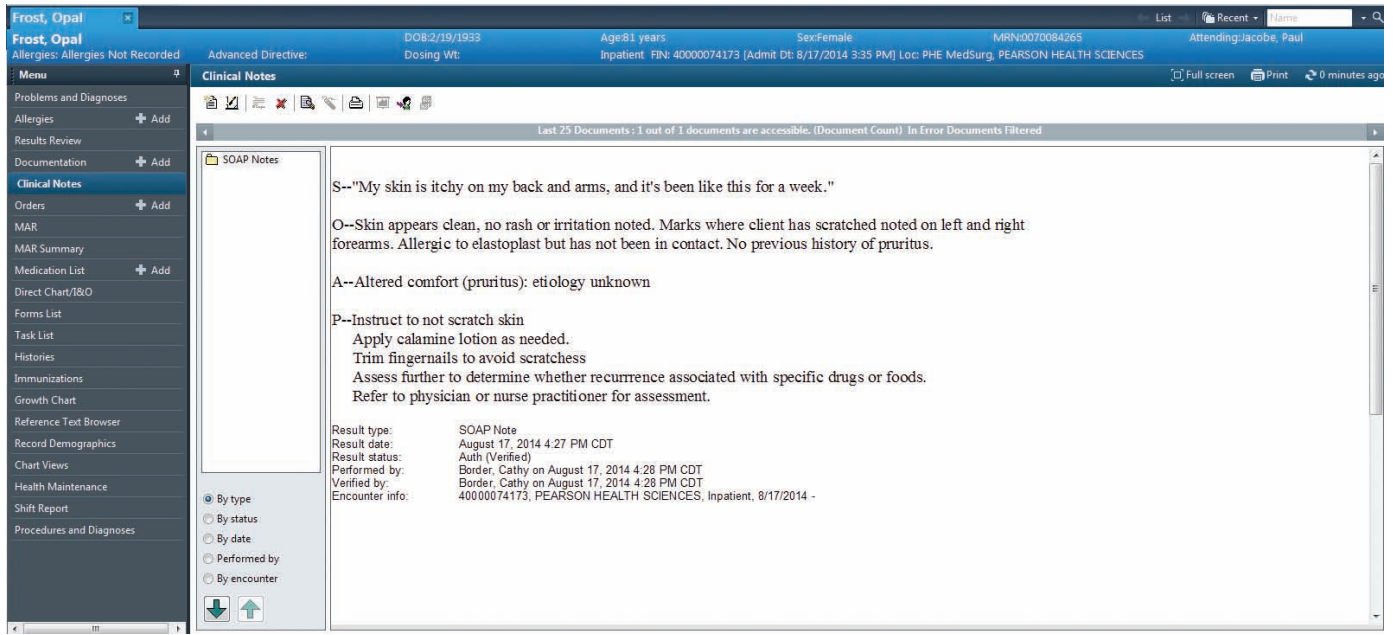 Frost, Opal
List Recent Name
Frost, Opal DOB:2/19/1933 Age:81 years Sex:Female MRN:0070084265 Attending:Jacobe, Paul
Allergies: Allergies Not Recorded Advanced Directive: Dosing Wt: Inpatient FIN: 40000074173 [Admit Dt: 8/17/2014 3:35 PM] Loc: PHE MedSurg, PEARSON HEALTH SCIENCES
Menu
Problems and Diagnoses
Allergies + Add
Results Review
Documentation + Add
Clinical Notes
Orders + Add
MAR
MAR Summary
Medication List + Add
Direct Chart/I&O
Forms List
Task List
Histories
Immunizations
Growth Chart
Reference Text Browser
Record Demographics
Chart Views
Health Maintenance
Shift Report
Procedures and Diagnoses
Clinical Notes Full screen Print 0 minutes ago
Last 25 Documents : 1 out of 1 documents are accessible. (Document Count) In Error Documents Filtered
SOAP Notes
By type
By status
By date
Performed by
By encounter
S--"My skin is itchy on my back and arms, and it's been like this for a week."
O--Skin appears clean, no rash or irritation noted. Marks where client has scratched noted on left and right
forearms. Allergic to elastoplast but has not been in contact. No previous history of pruritus.
A--Altered comfort (pruritus): etiology unknown
P--Instruct to not scratch skin
Apply calamine lotion as needed.
Trim fingernails to avoid scratchess
Assess further to determine whether recurrrence associated with specific drugs or foods.
Refer to physician or nurse practitioner for assessment.
Result type: SOAP Note
Result date: August 17, 2014 4:27 PM CDT
Result status: Auth (Verified)
Performed by: Border, Cathy on August 17, 2014 4:28 PM CDT
Verified by: Border, Cathy on August 17, 2014 4:28 PM CDT
Encounter info: 40000074173, PEARSON HEALTH SCIENCES, Inpatient, 8/17/2014 -